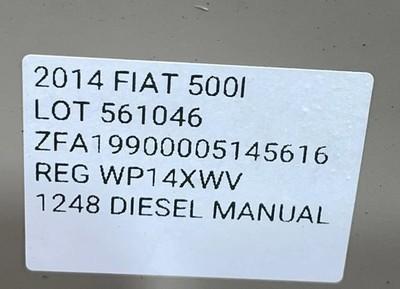 2014 FIAT 500l
LOT 561046
ZFA19900005145616
REG WP14XWV
1248 DIESEL MANUAL